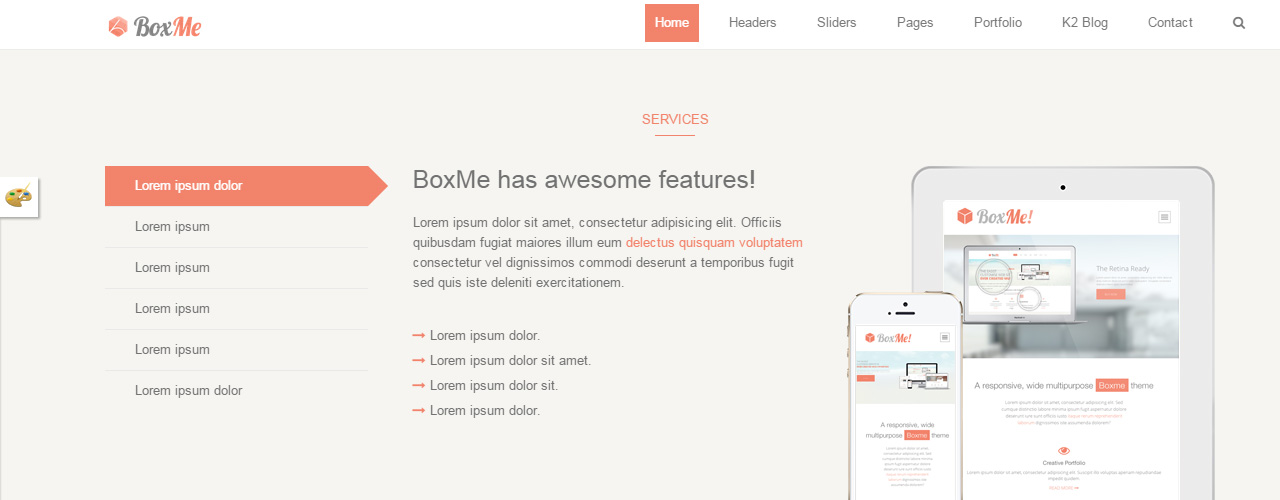 BoxMe
Home
Headers
Sliders
Pages
Portfolio
K2 Blog
Contact
SERVICES
Lorem ipsum dolor
Lorem ipsum
Lorem ipsum
Lorem ipsum
Lorem ipsum
Lorem ipsum dolor
BoxMe has awesome features!
Lorem ipsum dolor sit amet, consectetur adipisicing elit. Officiis
quibusdam fugiat maiores illum eum delectus quisquam voluptatem
consectetur vel dignissimos commodi deserunt a temporibus fugit
sed quis iste deleniti exercitationem.
Lorem ipsum dolor.
Lorem ipsum dolor sit amet.
Lorem ipsum dolor sit.
Lorem ipsum dolor.
BoxMe!
The Retina Ready
A responsive, wide multipurpose Boxme theme
Creative Portfolio
READ MORE
BoxMe!
A responsive, wide
multipurpose Boxme theme